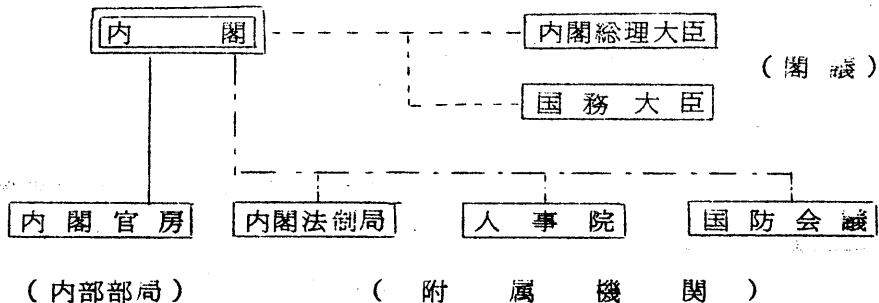 内閣 内閣総理大臣
(閣議)
国務大臣
内閣官房 内閣法制局 人事院 国防会議
(内部部局) (附属機関)